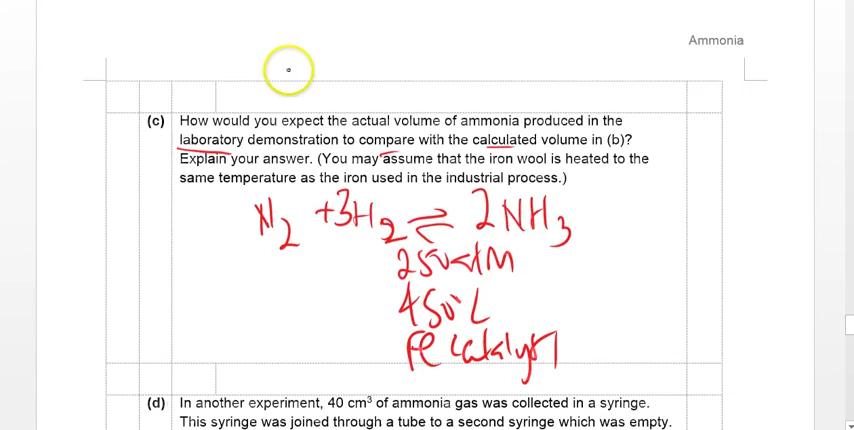 Ammonia
(c) How would you expect the actual volume of ammonia produced in the
laboratory demonstration to compare with the calculated volume in (b)?
Explain your answer. (You may assume that the iron wool is heated to the
same temperature as the iron used in the industrial process.)
N₂ + 3H₂ ⇌ 2NH₃
250 atm
450°C
Fe catalyst
(d) In another experiment, 40 cm³ of ammonia gas was collected in a syringe.
This syringe was joined through a tube to a second syringe which was empty.